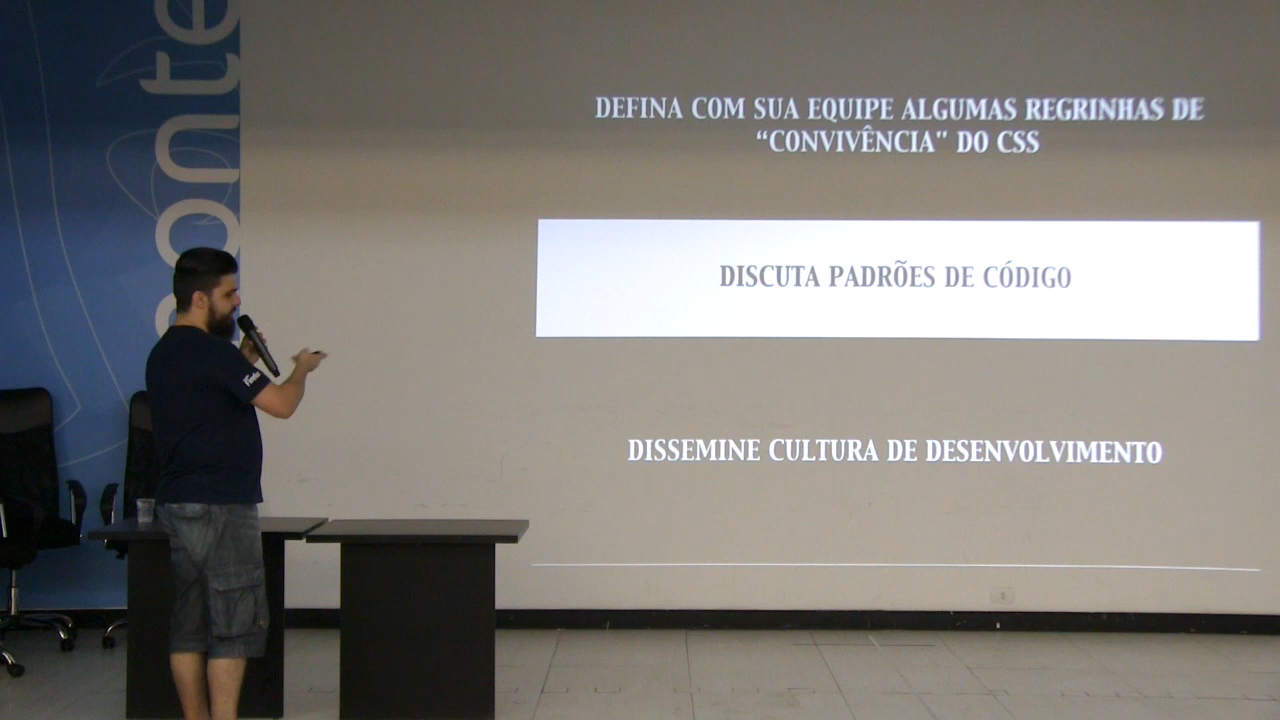 DEFINA COM SUA EQUIPE ALGUMAS REGRINHAS DE
“CONVIVÊNCIA" DO CSS
DISCUTA PADRÕES DE CÓDIGO
DISSEMINE CULTURA DE DESENVOLVIMENTO